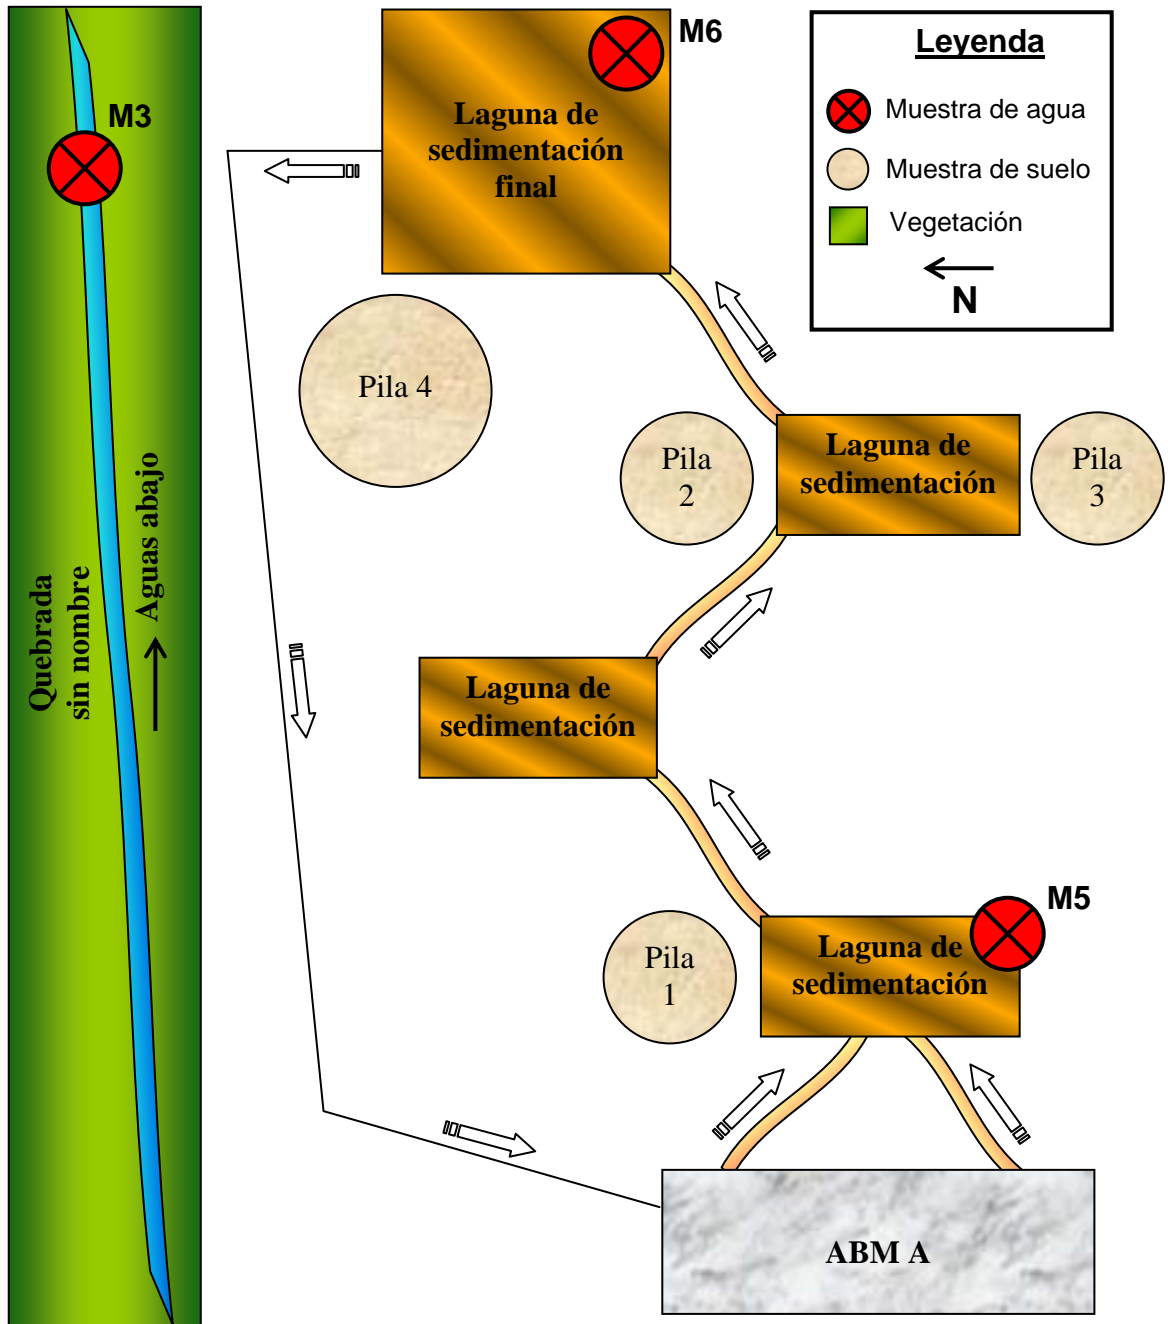 M6
Leyenda
Muestra de agua
Muestra de suelo
Vegetación
N
M3
Laguna de
sedimentación
final
Pila 4
Pila
2
Laguna de
sedimentación
Pila
3
Quebrada
sin nombre
Aguas abajo
Laguna de
sedimentación
M5
Pila
1
Laguna de
sedimentación
ABM A